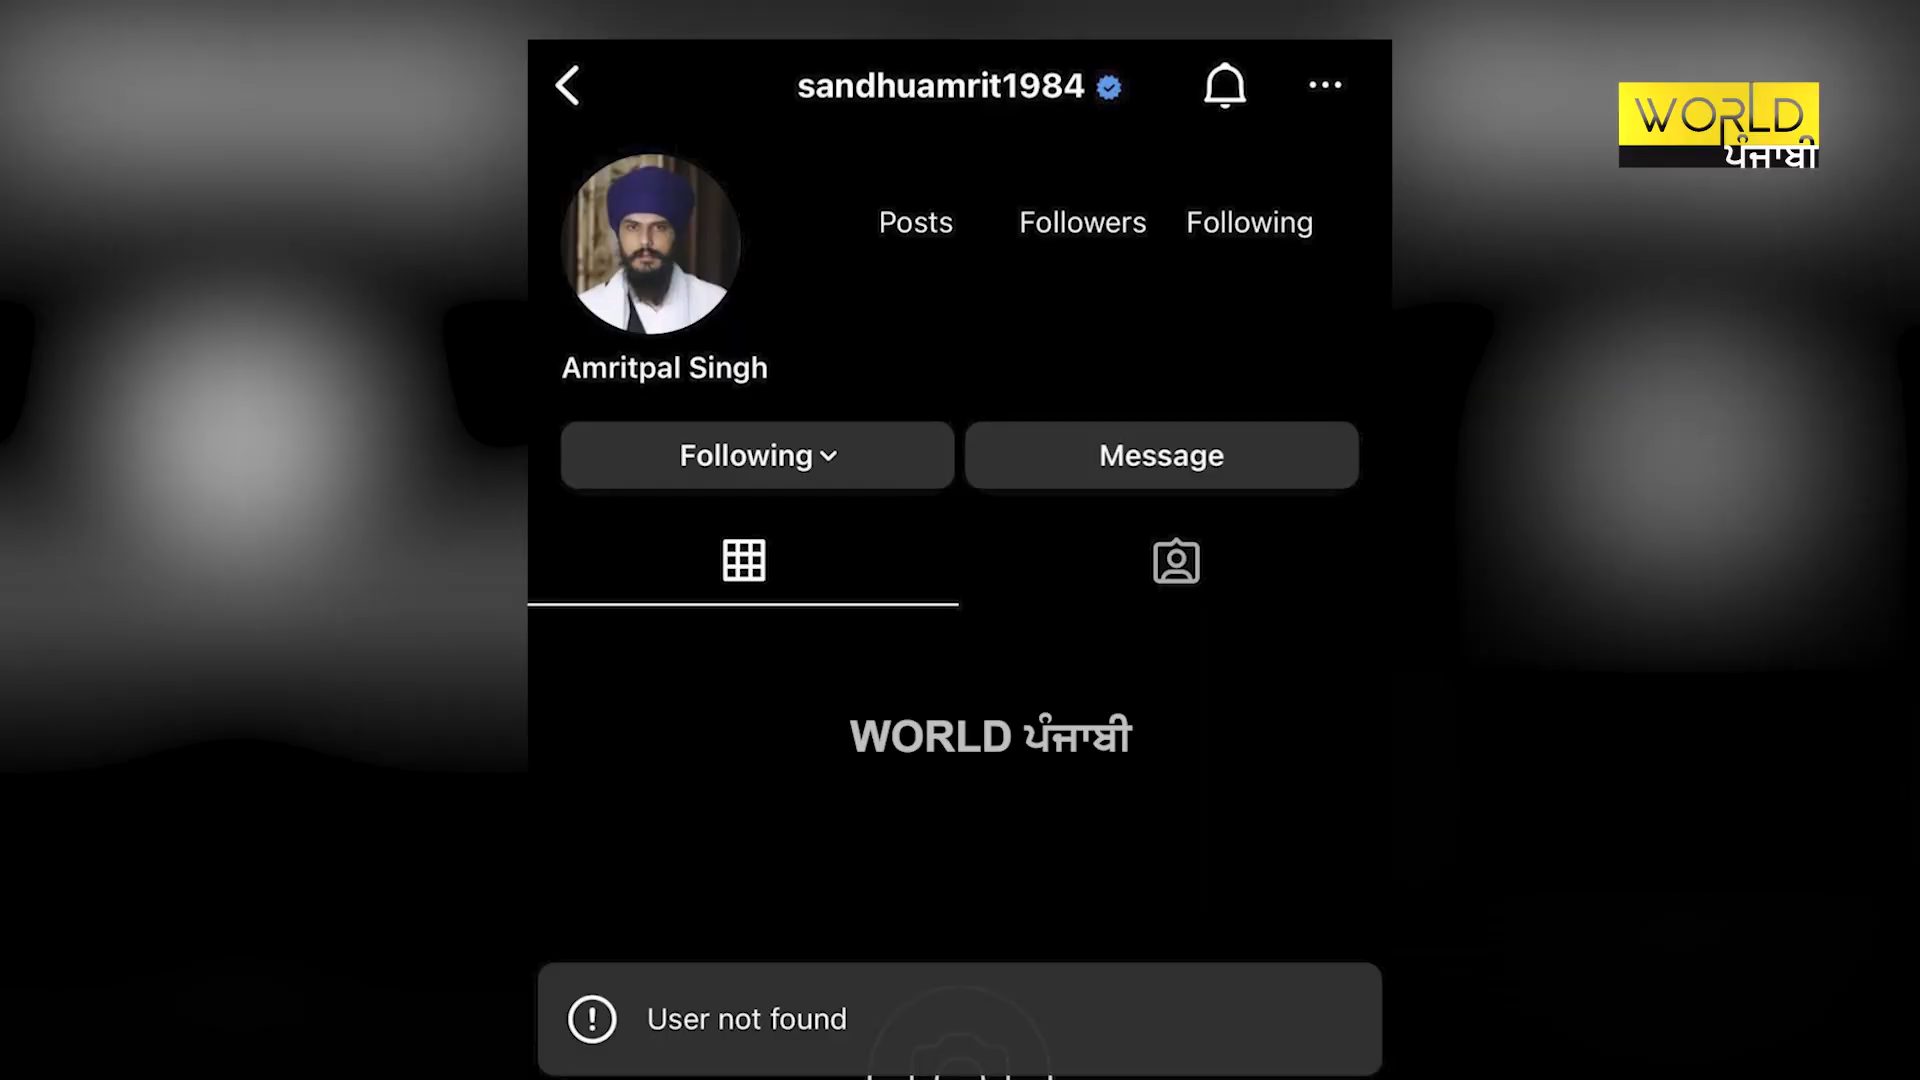 sandhuamrit1984
WORLD
ਪੰਜਾਬੀ
Posts Followers Following
Amritpal Singh
Following Message
WORLD ਪੰਜਾਬੀ
User not found